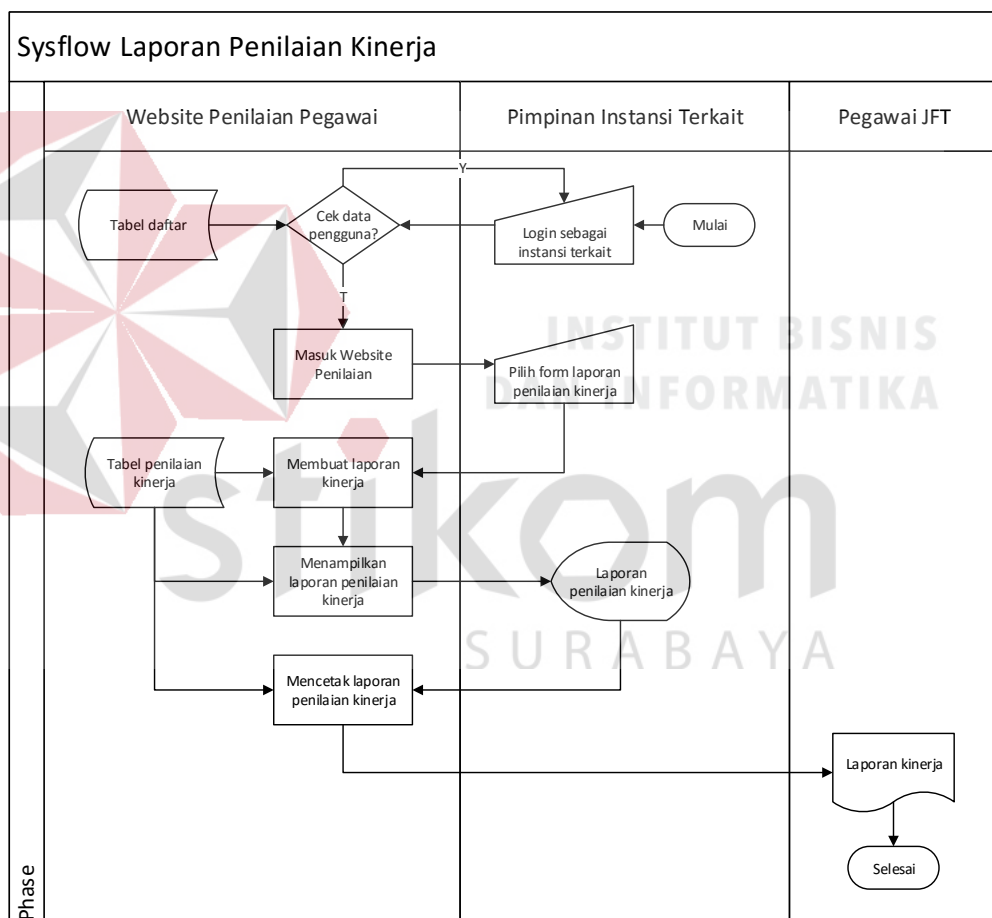 Sysflow Laporan Penilaian Kinerja
Website Penilaian Pegawai
Pimpinan Instansi Terkait
Pegawai JFT
Y
Tabel daftar
Cek data
pengguna?
Login sebagai
instansi terkait
Mulai
T
INSTITUT BISNIS
DAN INFORMATIKA
Masuk Website
Penilaian
Pilih form laporan
penilaian kinerja
Tabel penilaian
kinerja
Membuat laporan
kinerja
stikom
Menampilkan
laporan penilaian
kinerja
Laporan
penilaian kinerja
SURABAYA
Mencetak laporan
penilaian kinerja
Laporan kinerja
Selesai
Phase